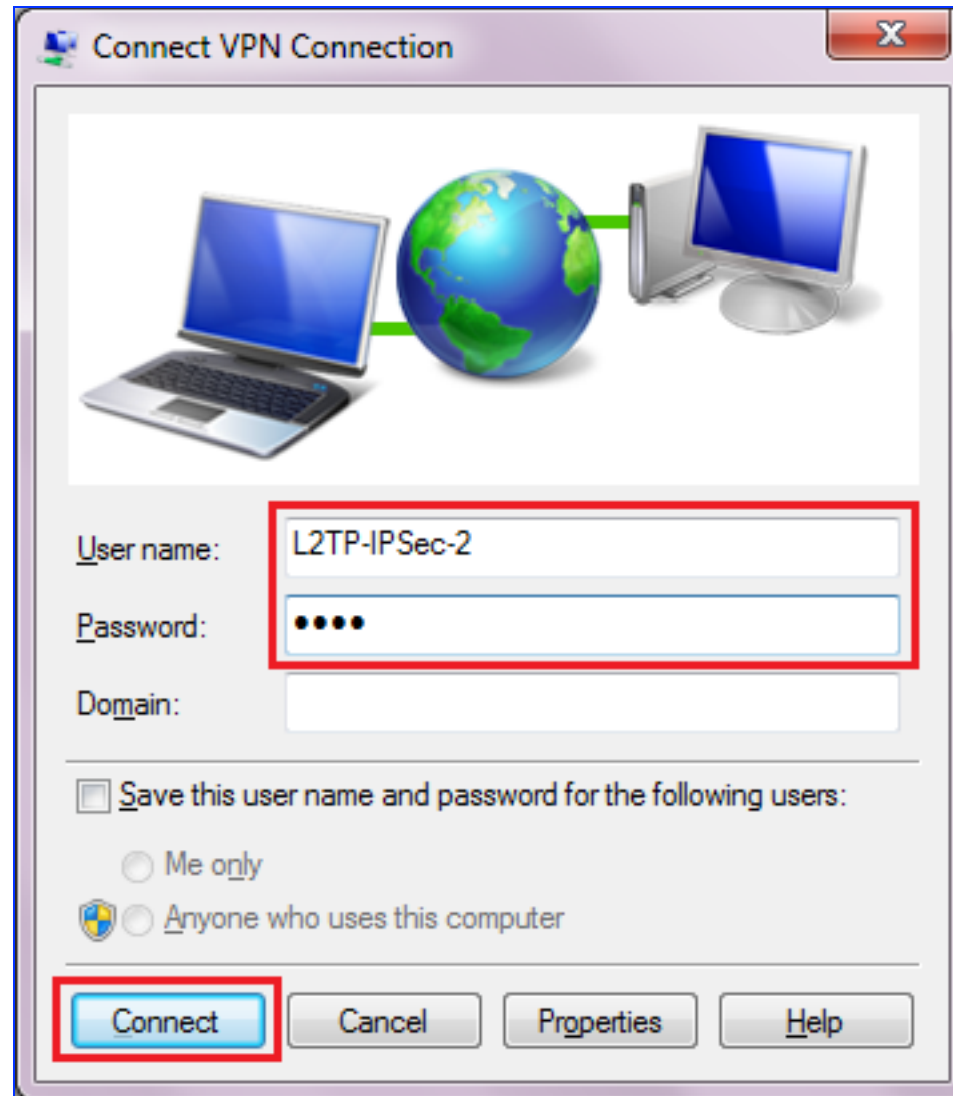 Connect VPN Connection
User name: L2TP-IPSec-2
Password: ••••
Domain:
Save this user name and password for the following users:
Me only
Anyone who uses this computer
Connect Cancel Properties Help